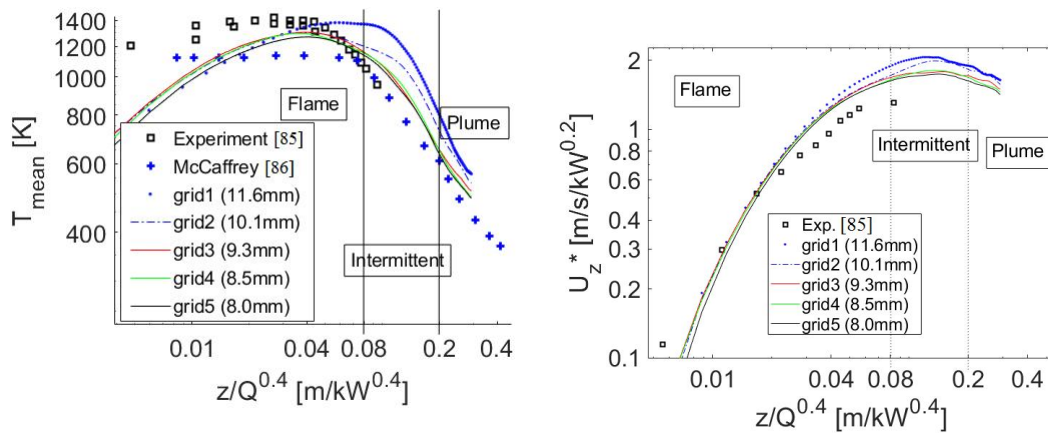 1400
1200
1000
800
600
400
T_mean [K]
Flame
Plume
Intermittent
Experiment [85]
McCaffrey [86]
grid1 (11.6mm)
grid2 (10.1mm)
grid3 (9.3mm)
grid4 (8.5mm)
grid5 (8.0mm)
0.01 0.04 0.08 0.2 0.4
z/Q^0.4 [m/kW^0.4]
2
1
0.8
0.6
0.4
0.3
0.2
0.1
U_z* [m/s/kW^0.2]
Flame
Intermittent
Plume
Exp. [85]
grid1 (11.6mm)
grid2 (10.1mm)
grid3 (9.3mm)
grid4 (8.5mm)
grid5 (8.0mm)
0.01 0.04 0.08 0.2 0.4
z/Q^0.4 [m/kW^0.4]